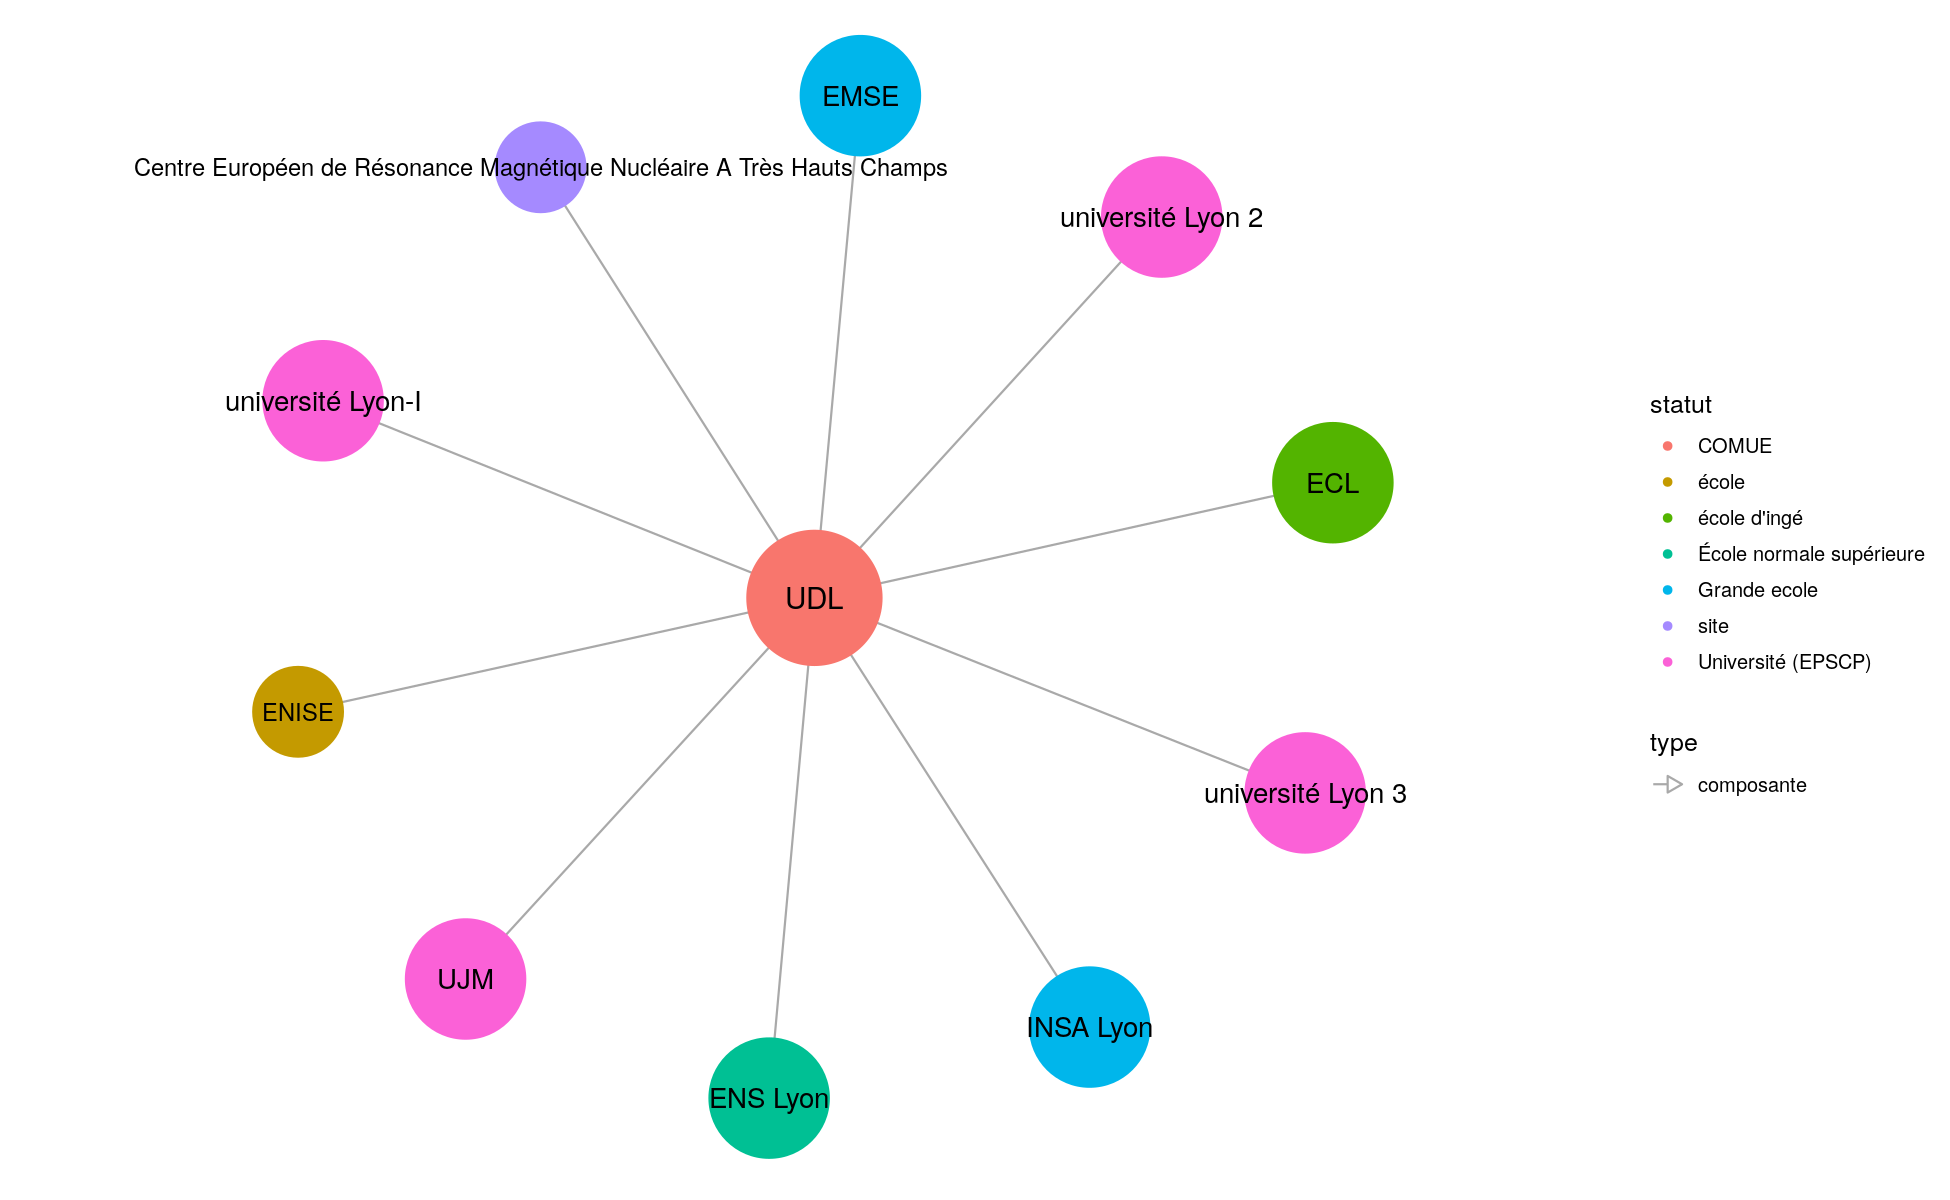 EMSE
Centre Européen de Résonance Magnétique Nucléaire A Très Hauts Champs
université Lyon 2
université Lyon-I
ECL
UDL
ENISE
université Lyon 3
UJM
INSA Lyon
ENS Lyon
statut
COMUE
école
école d'ingé
École normale supérieure
Grande ecole
site
Université (EPSCP)
type
composante